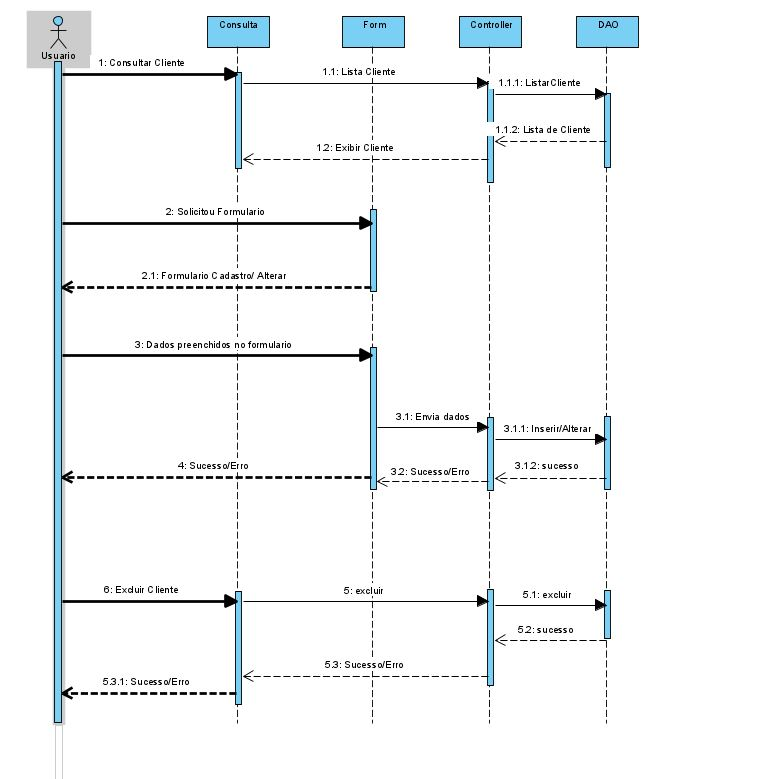 Consulta
Form
Controller
DAO
Usuario
1: Consultar Cliente
1.1: Lista Cliente
1.1.1: ListarCliente
1.1.2: Lista de Cliente
1.2: Exibir Cliente
2: Solicitou Formulario
2.1: Formulario Cadastro/ Alterar
3: Dados preenchidos no formulario
3.1: Envia dados
3.1.1: Inserir/Alterar
4: Sucesso/Erro
3.2: Sucesso/Erro
3.1.2: sucesso
6: Excluir Cliente
5: excluir
5.1: excluir
5.2: sucesso
5.3: Sucesso/Erro
5.3.1: Sucesso/Erro